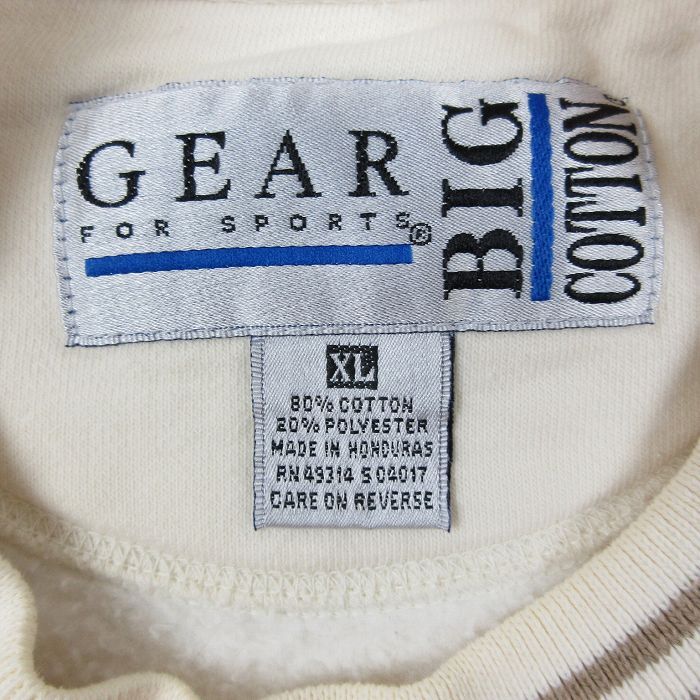 GEAR
FOR SPORTS®
BIG
COTTON®
XL
80% COTTON
20% POLYESTER
MADE IN HONDURAS
RN 49314 S 04017
CARE ON REVERSE